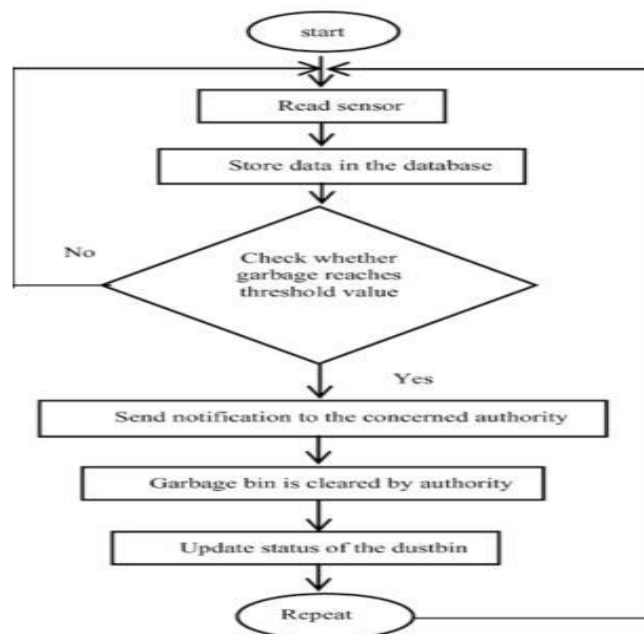 start
Read sensor
Store data in the database
No
Check whether
garbage reaches
threshold value
Yes
Send notification to the concerned authority
Garbage bin is cleared by authority
Update status of the dustbin
Repeat